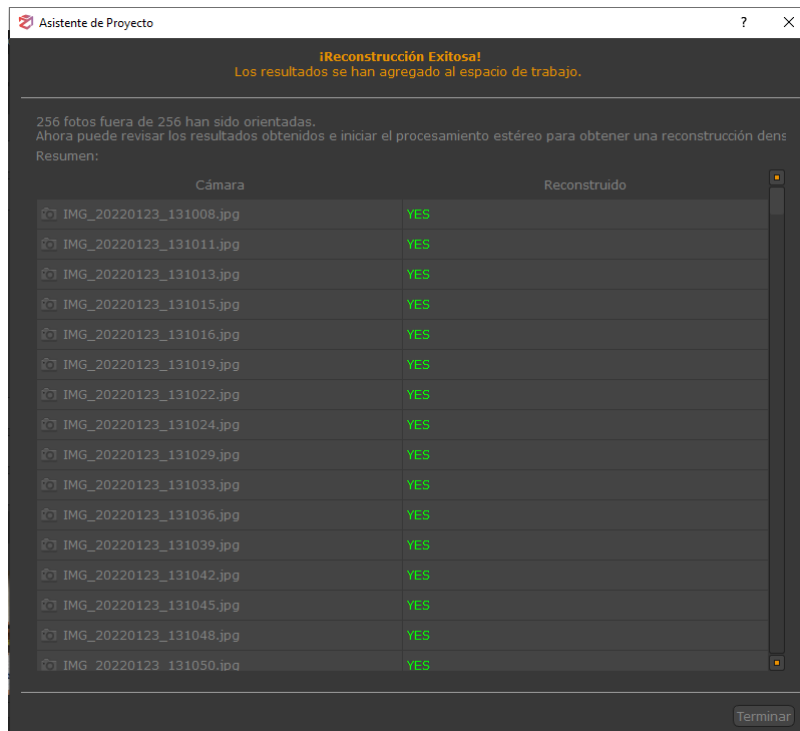 Asistente de Proyecto
?
¡Reconstrucción Exitosa!
Los resultados se han agregado al espacio de trabajo.
256 fotos fuera de 256 han sido orientadas.
Ahora puede revisar los resultados obtenidos e iniciar el procesamiento estéreo para obtener una reconstrucción dens
Resumen:
Cámara Reconstruido
IMG_20220123_131008.jpg YES
IMG_20220123_131011.jpg YES
IMG_20220123_131013.jpg YES
IMG_20220123_131015.jpg YES
IMG_20220123_131016.jpg YES
IMG_20220123_131019.jpg YES
IMG_20220123_131022.jpg YES
IMG_20220123_131024.jpg YES
IMG_20220123_131029.jpg YES
IMG_20220123_131033.jpg YES
IMG_20220123_131036.jpg YES
IMG_20220123_131039.jpg YES
IMG_20220123_131042.jpg YES
IMG_20220123_131045.jpg YES
IMG_20220123_131048.jpg YES
IMG_20220123_131050.jpg YES
Terminar